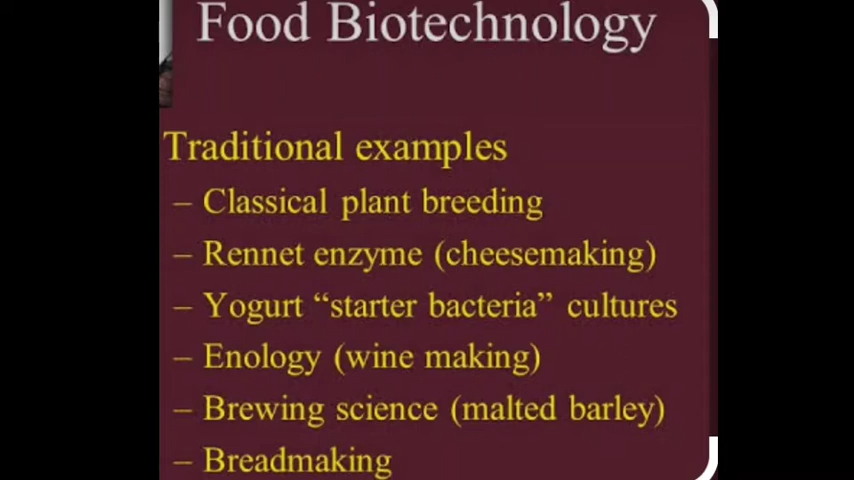 Food Biotechnology
Traditional examples
– Classical plant breeding
– Rennet enzyme (cheesemaking)
– Yogurt “starter bacteria” cultures
– Enology (wine making)
– Brewing science (malted barley)
– Breadmaking